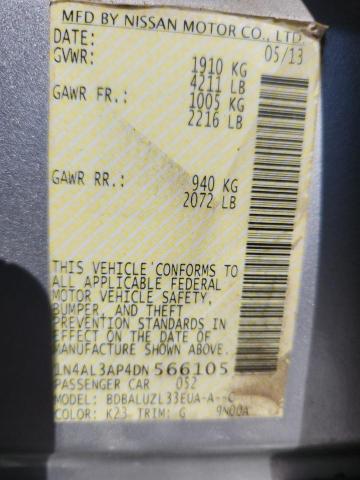 MFD BY NISSAN MOTOR CO., LTD.
DATE: 05/13
GVWR: 1910 KG
4211 LB
GAWR FR.: 1005 KG
2216 LB
GAWR RR.: 940 KG
2072 LB
THIS VEHICLE CONFORMS TO
ALL APPLICABLE FEDERAL
MOTOR VEHICLE SAFETY,
BUMPER, AND THEFT
PREVENTION STANDARDS IN
EFFECT ON THE DATE OF
MANUFACTURE SHOWN ABOVE.
1N4AL3AP4DN 566105
PASSENGER CAR 052
MODEL: BDBALUZL33EUA-A--C
COLOR: K23 TRIM: G 9N00A